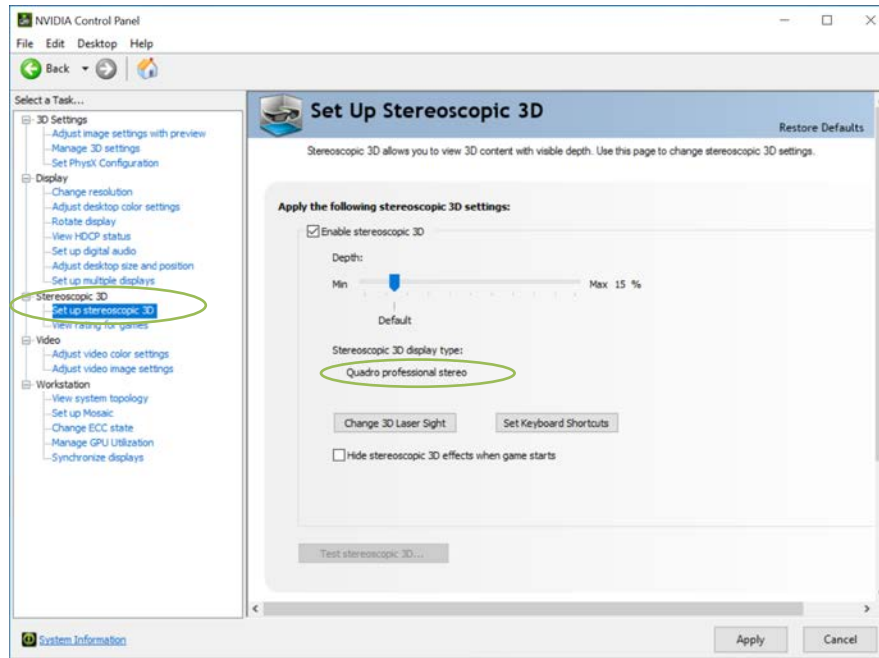 NVIDIA Control Panel
File Edit Desktop Help
Back
Select a Task...
3D Settings
Adjust image settings with preview
Manage 3D settings
Set PhysX Configuration
Display
Change resolution
Adjust desktop color settings
Rotate display
View HDCP status
Set up digital audio
Adjust desktop size and position
Set up multiple displays
Stereoscopic 3D
Set up stereoscopic 3D
View rating for games
Video
Adjust video color settings
Adjust video image settings
Workstation
View system topology
Set up Mosaic
Change ECC state
Manage GPU Utilization
Synchronize displays
Set Up Stereoscopic 3D
Restore Defaults
Stereoscopic 3D allows you to view 3D content with visible depth. Use this page to change stereoscopic 3D settings.
Apply the following stereoscopic 3D settings:
Enable stereoscopic 3D
Depth:
Min Max 15 %
Default
Stereoscopic 3D display type:
Quadro professional stereo
Change 3D Laser Sight Set Keyboard Shortcuts
Hide stereoscopic 3D effects when game starts
Test stereoscopic 3D...
System Information
Apply Cancel